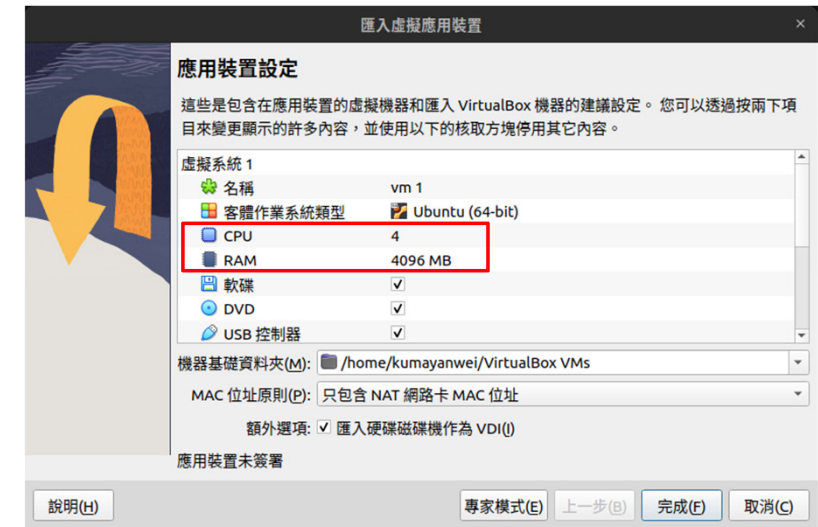 匯入虛擬應用裝置
×
應用裝置設定
這些是包含在應用裝置的虛擬機器和匯入 VirtualBox 機器的建議設定。 您可以透過按兩下項
目來變更顯示的許多內容，並使用以下的核取方塊停用其它內容。
虛擬系統 1
名稱 vm 1
客體作業系統類型 Ubuntu (64-bit)
CPU 4
RAM 4096 MB
軟碟
DVD
USB 控制器
機器基礎資料夾(M): /home/kumayanwei/VirtualBox VMs
MAC 位址原則(P): 只包含 NAT 網路卡 MAC 位址
額外選項: 匯入硬碟磁碟機作為 VDI(I)
應用裝置未簽署
說明(H) 專家模式(E) 上一步(B) 完成(F) 取消(C)